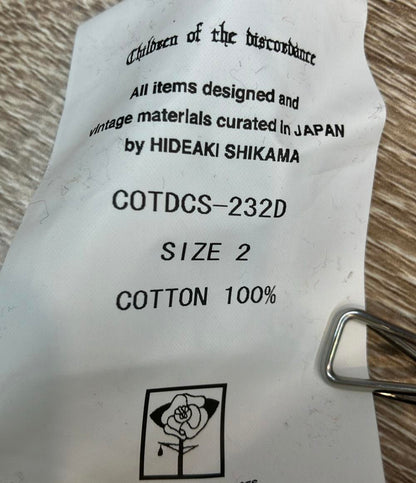 Children of the discordance
All items designed and
vintage materials curated in JAPAN
by HIDEAKI SHIKAMA
COTDCS-232D
SIZE 2
COTTON 100%